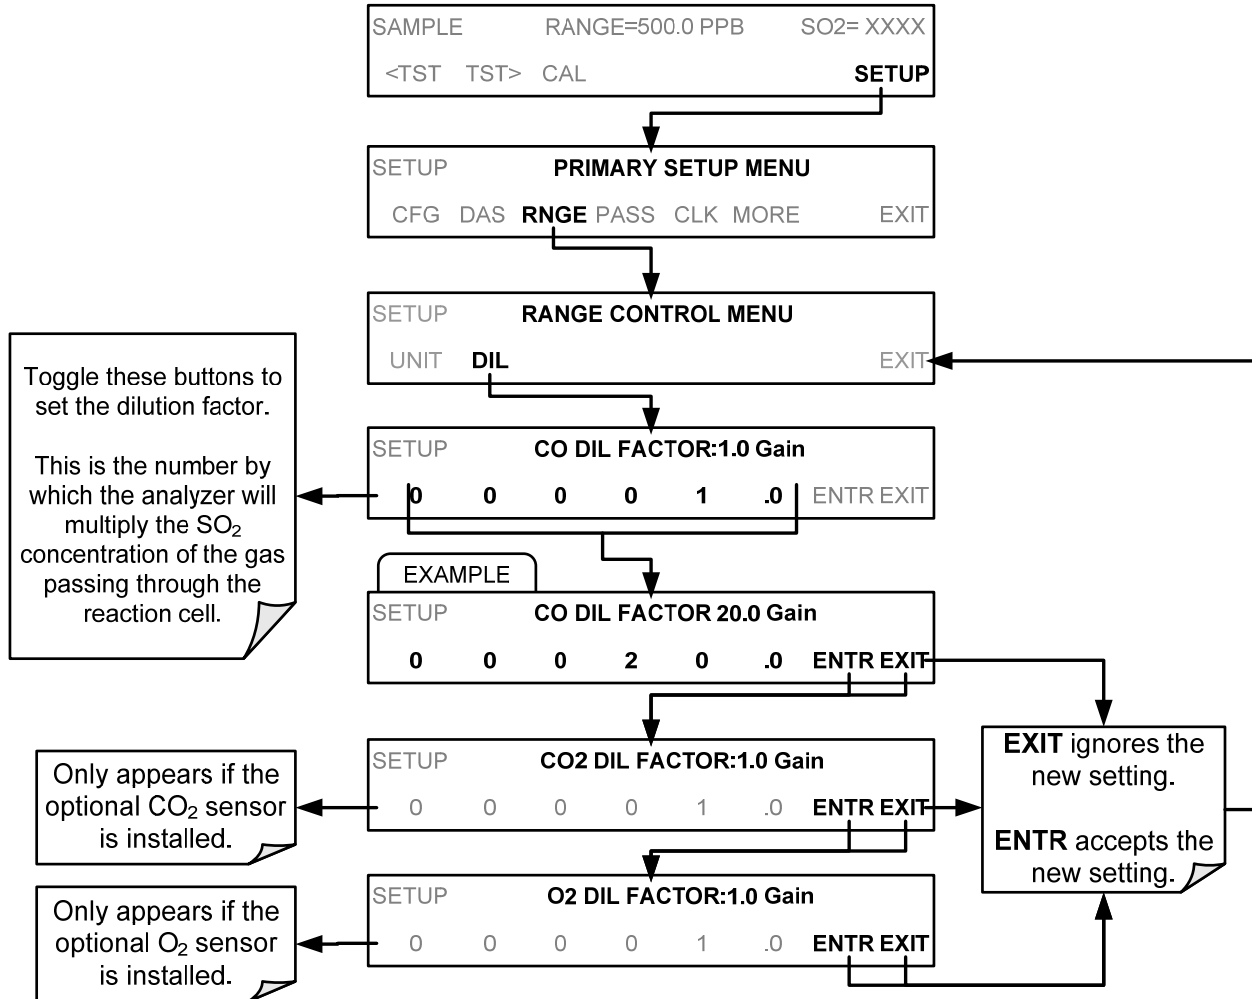 SAMPLE RANGE=500.0 PPB SO2= XXXX
<TST TST> CAL SETUP
SETUP PRIMARY SETUP MENU
CFG DAS RNGE PASS CLK MORE EXIT
SETUP RANGE CONTROL MENU
UNIT DIL EXIT
Toggle these buttons to
set the dilution factor.
This is the number by
which the analyzer will
multiply the SO₂
concentration of the gas
passing through the
reaction cell.
SETUP CO DIL FACTOR:1.0 Gain
0 0 0 0 1 .0 ENTR EXIT
EXAMPLE
SETUP CO DIL FACTOR 20.0 Gain
0 0 0 2 0 .0 ENTR EXIT
Only appears if the
optional CO₂ sensor
is installed.
SETUP CO2 DIL FACTOR:1.0 Gain
0 0 0 0 1 .0 ENTR EXIT
EXIT ignores the
new setting.
ENTR accepts the
new setting.
Only appears if the
optional O₂ sensor
is installed.
SETUP O2 DIL FACTOR:1.0 Gain
0 0 0 0 1 .0 ENTR EXIT